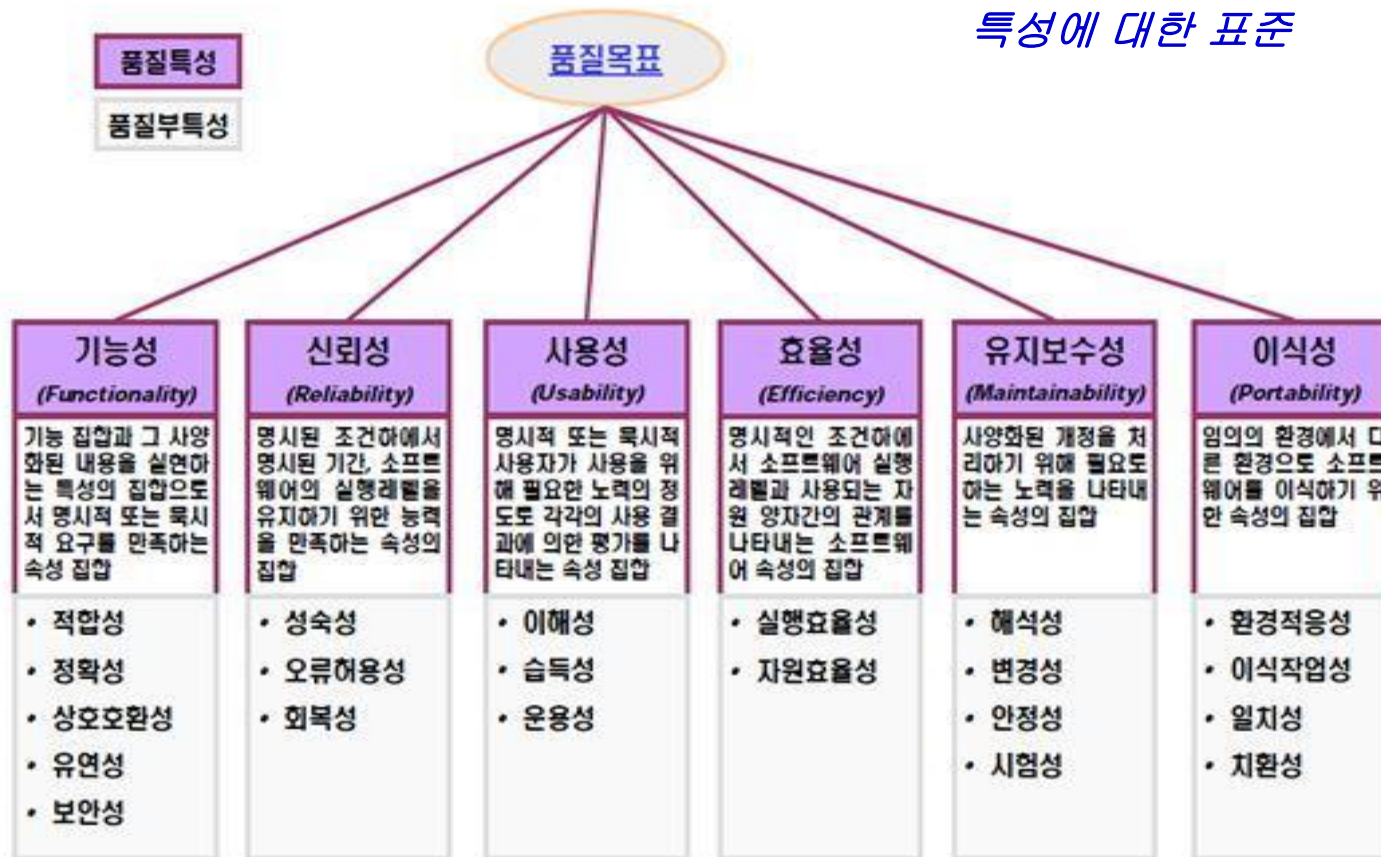 특성에 대한 표준
품질특성
품질부특성
품질목표
기능성
(Functionality)
기능 집합과 그 사양
화된 내용을 실현하
는 특성의 집합으로
서 명시적 또는 묵시
적 요구를 만족하는
속성 집합
• 적합성
• 정확성
• 상호호환성
• 유연성
• 보안성
신뢰성
(Reliability)
명시된 조건하에서
명시된 기간, 소프트
웨어의 실행레벨을
유지하기 위한 능력
을 만족하는 속성의
집합
• 성숙성
• 오류허용성
• 회복성
사용성
(Usability)
명시적 또는 묵시적
사용자가 사용을 위
해 필요한 노력의 정
도토 각각의 사용 결
과에 의한 평가를 나
타내는 속성 집합
• 이해성
• 습득성
• 운용성
효율성
(Efficiency)
명시적인 조건하에
서 소프트웨어 실행
레벨과 사용되는 자
원 양자간의 관계를
나타내는 소프트웨
어 속성의 집합
• 실행효율성
• 자원효율성
유지보수성
(Maintainability)
사양화된 개정을 처
리하기 위해 필요로
하는 노력을 나타내
는 속성의 집합
• 해석성
• 변경성
• 안정성
• 시험성
이식성
(Portability)
임의의 환경에서 다
른 환경으로 소프트
웨어를 이식하기 위
한 속성의 집합
• 환경적응성
• 이식작업성
• 일치성
• 치환성